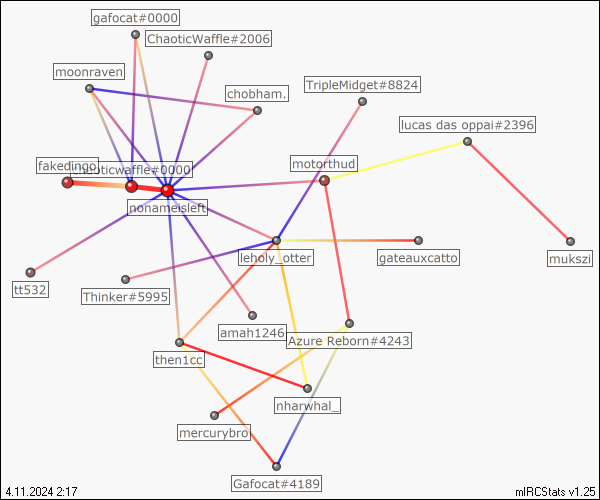 gafocat#0000
ChaoticWaffle#2006
moonraven
chobham.
TripleMidget#8824
lucas das oppai#2396
fakedingo
chaoticwaffle#0000
motorthud
nonameisleft
leholy_otter
gateauxcatto
mukszi
tt532
Thinker#5995
amah1246
Azure Reborn#4243
then1cc
nharwhal_
mercurybro
Gafocat#4189
4.11.2024 2:17
mIRCStats v1.25